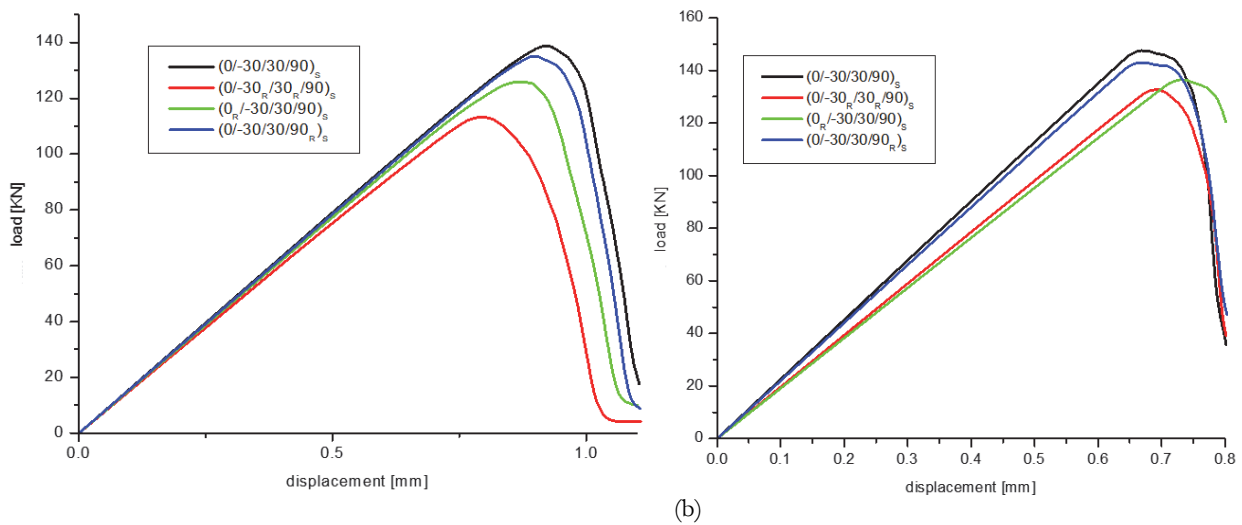 140
120
100
80
60
40
20
0
load [KN]
(0/-30/30/90)S
(0/-30R/30R/90)S
(0R/-30/30/90)S
(0/-30/30/90R)S
0.0 0.5 1.0
displacement [mm]
160
140
120
100
80
60
40
20
0
load [KN]
(0/-30/30/90)S
(0/-30R/30R/90)S
(0R/-30/30/90)S
(0/-30/30/90R)S
0.0 0.1 0.2 0.3 0.4 0.5 0.6 0.7 0.8
displacement [mm]
(b)